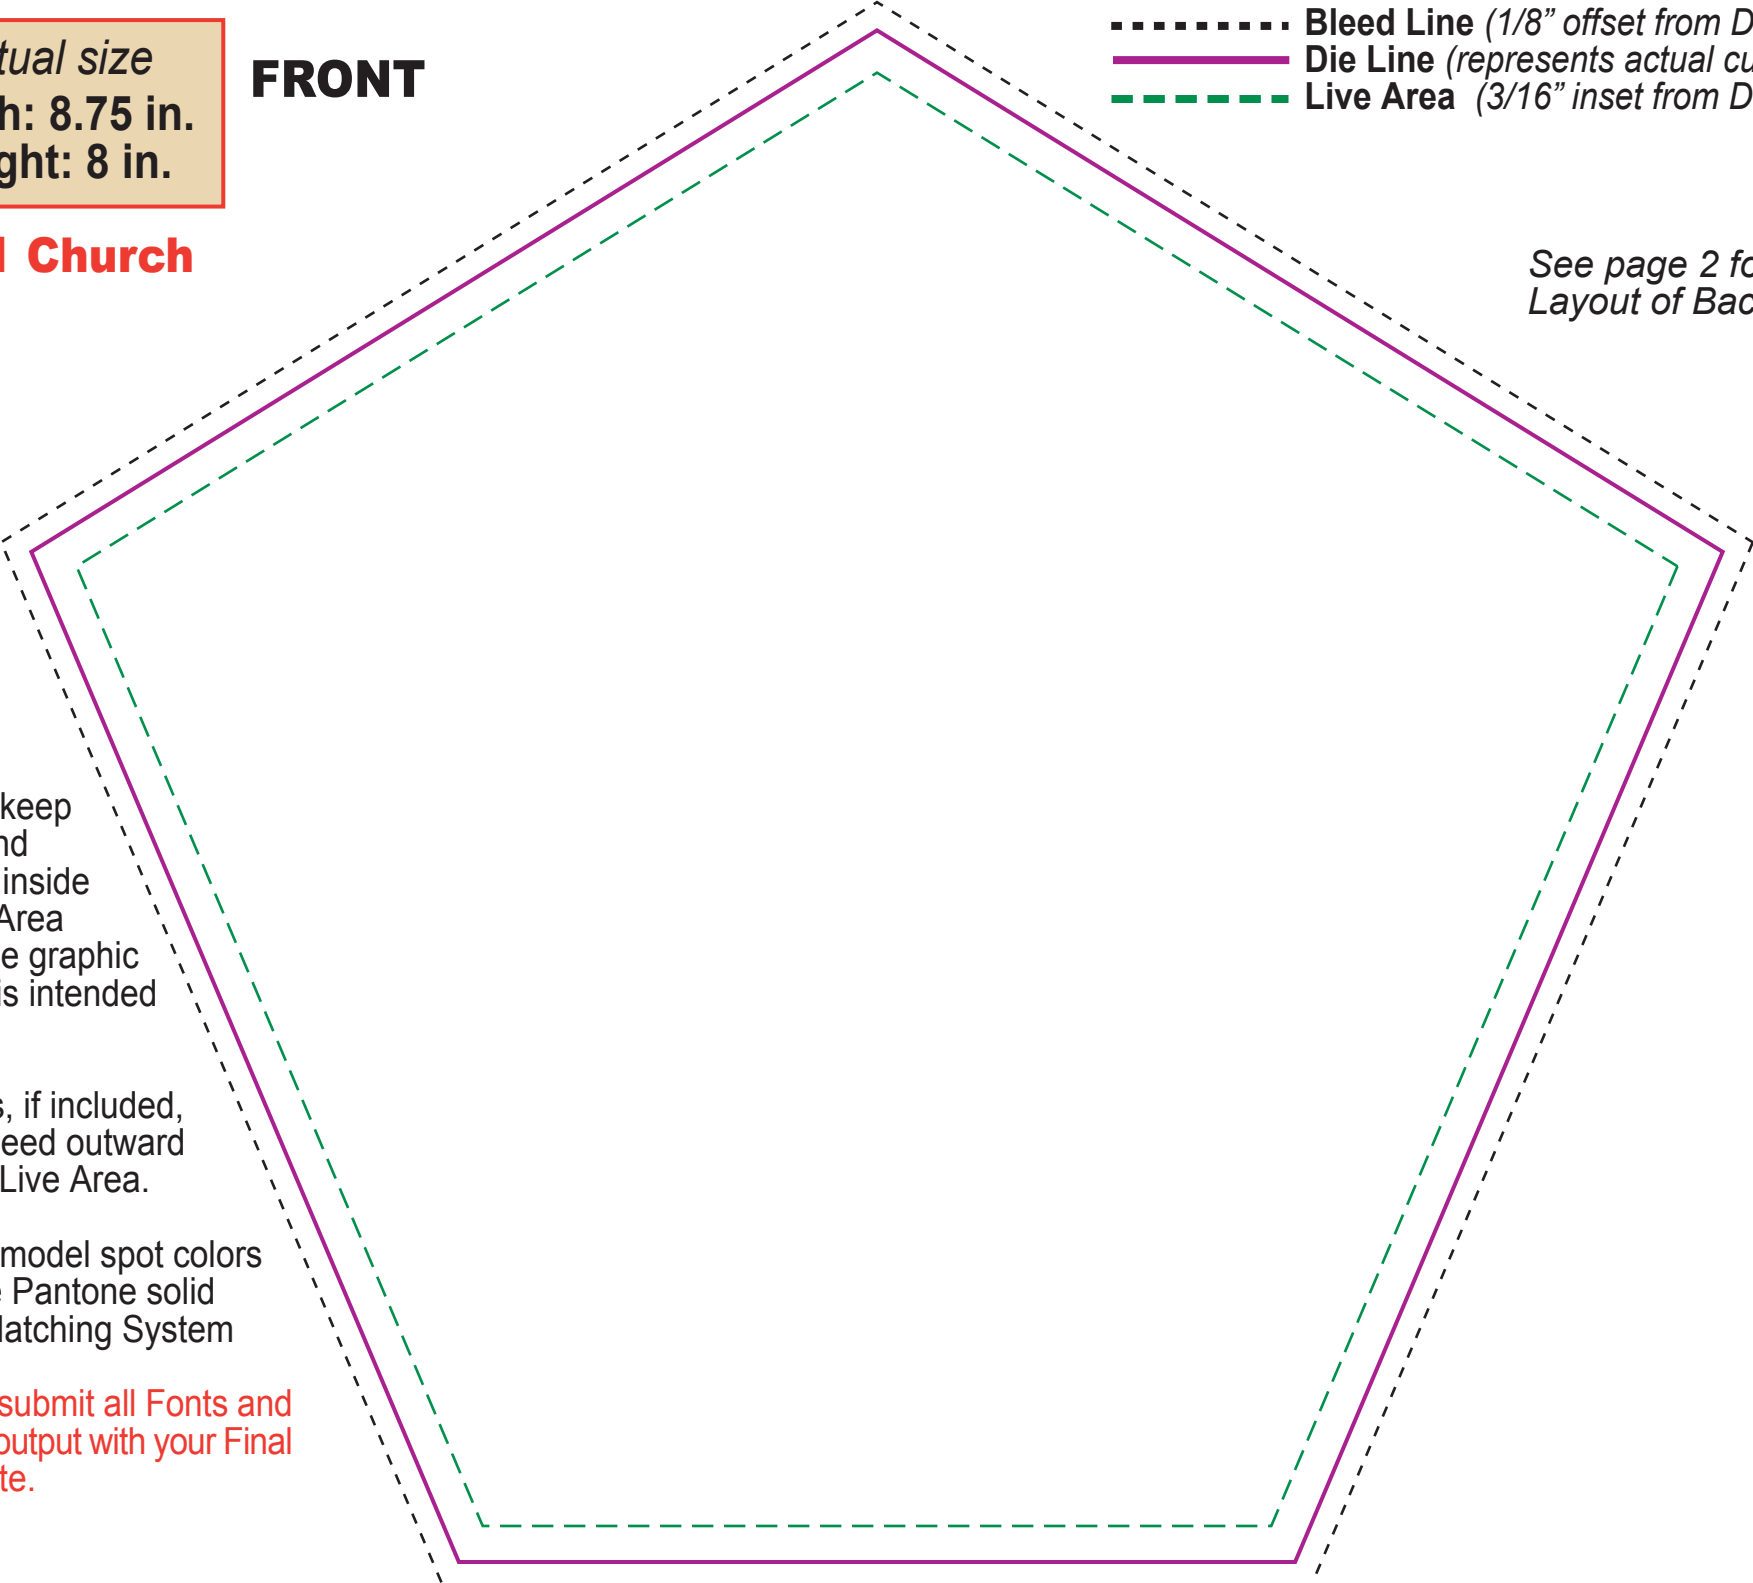 tual size
h: 8.75 in.
ght: 8 in.
FRONT
Church
Bleed Line (1/8” offset from D
Die Line (represents actual cu
Live Area (3/16” inset from D
See page 2 fo
Layout of Bac
keep
nd
inside
Area
e graphic
is intended
s, if included,
eed outward
Live Area.
model spot colors
e Pantone solid
Matching System
submit all Fonts and
output with your Final
te.